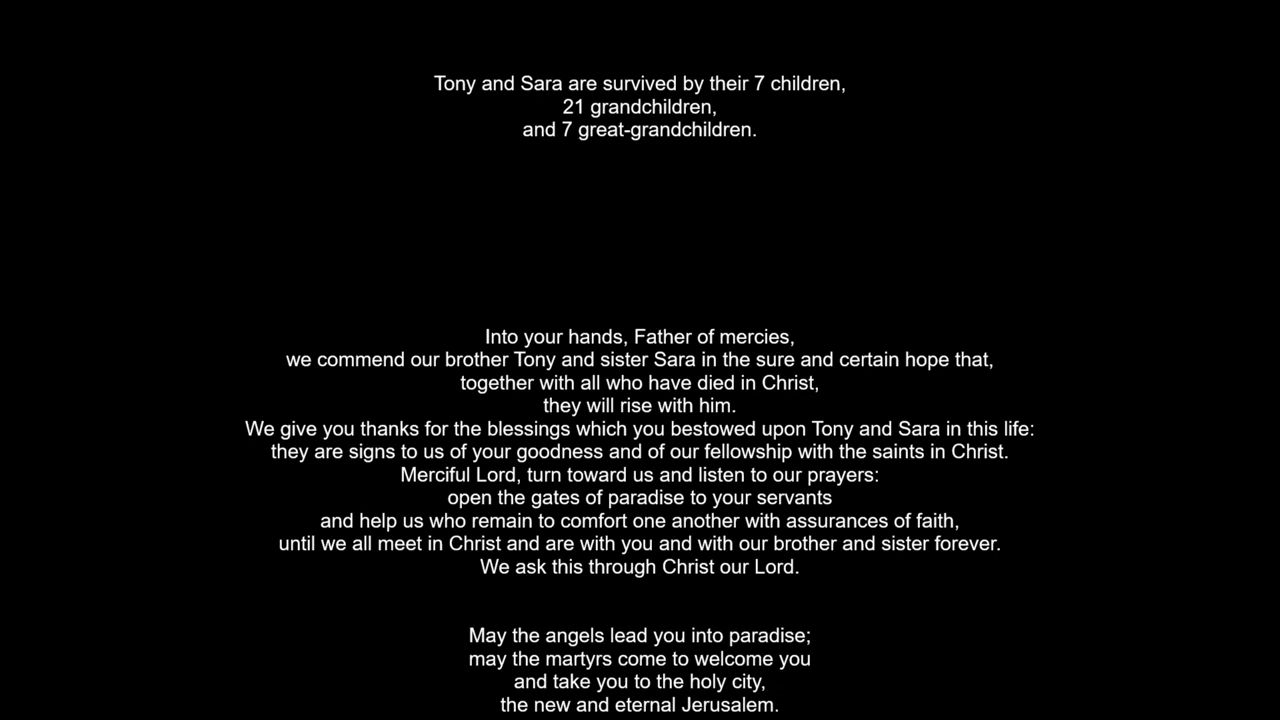 Tony and Sara are survived by their 7 children,
21 grandchildren,
and 7 great-grandchildren.
Into your hands, Father of mercies,
we commend our brother Tony and sister Sara in the sure and certain hope that,
together with all who have died in Christ,
they will rise with him.
We give you thanks for the blessings which you bestowed upon Tony and Sara in this life:
they are signs to us of your goodness and of our fellowship with the saints in Christ.
Merciful Lord, turn toward us and listen to our prayers:
open the gates of paradise to your servants
and help us who remain to comfort one another with assurances of faith,
until we all meet in Christ and are with you and with our brother and sister forever.
We ask this through Christ our Lord.
May the angels lead you into paradise;
may the martyrs come to welcome you
and take you to the holy city,
the new and eternal Jerusalem.